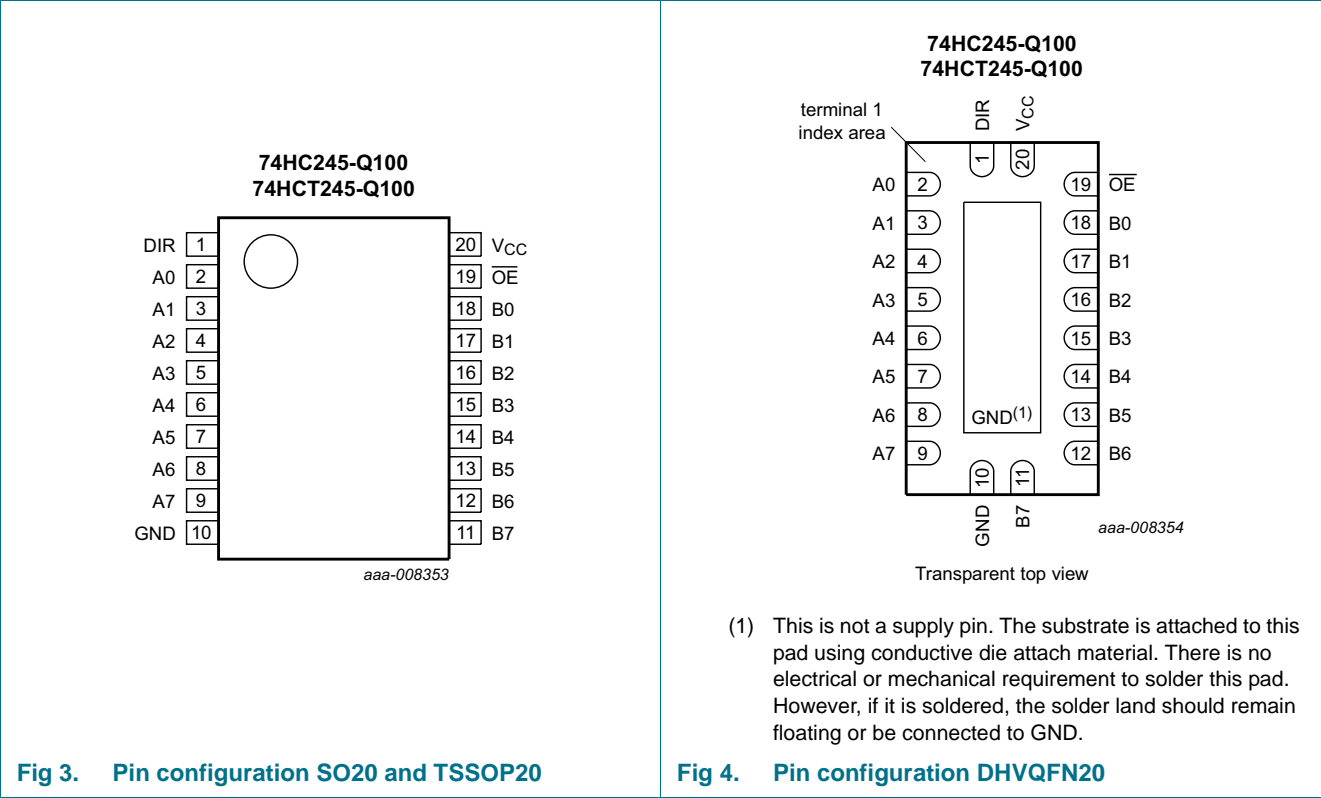 74HC245-Q100
74HCT245-Q100
DIR 1
A0 2
A1 3
A2 4
A3 5
A4 6
A5 7
A6 8
A7 9
GND 10
20 VCC
19 OE
18 B0
17 B1
16 B2
15 B3
14 B4
13 B5
12 B6
11 B7
aaa-008353
Fig 3. Pin configuration SO20 and TSSOP20
74HC245-Q100
74HCT245-Q100
terminal 1
index area
DIR
VCC
1
20
A0 2
A1 3
A2 4
A3 5
A4 6
A5 7
A6 8
A7 9
19 OE
18 B0
17 B1
16 B2
15 B3
14 B4
13 B5
12 B6
GND(1)
10
11
GND
B7
aaa-008354
Transparent top view
(1) This is not a supply pin. The substrate is attached to this
pad using conductive die attach material. There is no
electrical or mechanical requirement to solder this pad.
However, if it is soldered, the solder land should remain
floating or be connected to GND.
Fig 4. Pin configuration DHVQFN20